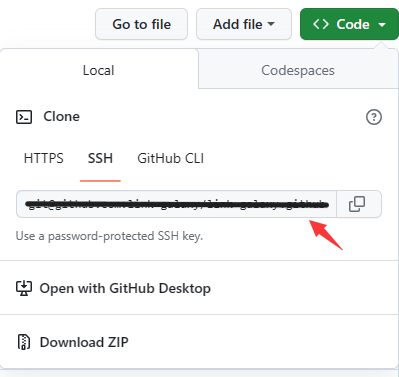 Go to file
Add file
Code
Local
Codespaces
Clone
HTTPS
SSH
GitHub CLI
Use a password-protected SSH key.
Open with GitHub Desktop
Download ZIP